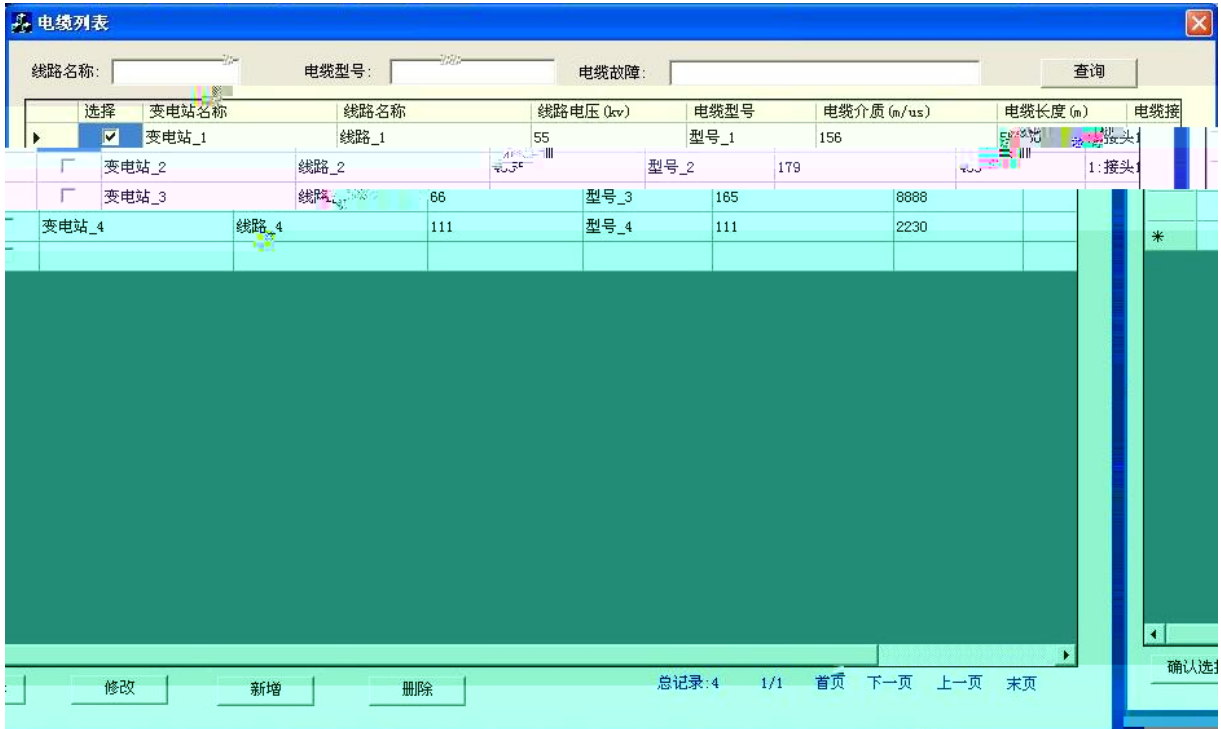 电缆列表
线路名称: 电缆型号: 电缆故障: 查询
选择 变电站名称 线路名称 线路电压(kv) 电缆型号 电缆介质(m/us) 电缆长度(m) 电缆接
变电站_1 线路_1 55 型号_1 156
变电站_2 线路_2 型号_2 179 1:接头1
变电站_3 线路 66 型号_3 165 8888
变电站_4 线路_4 111 型号_4 111 2230
修改 新增 删除 总记录:4 1/1 首页 下一页 上一页 末页 确认选择